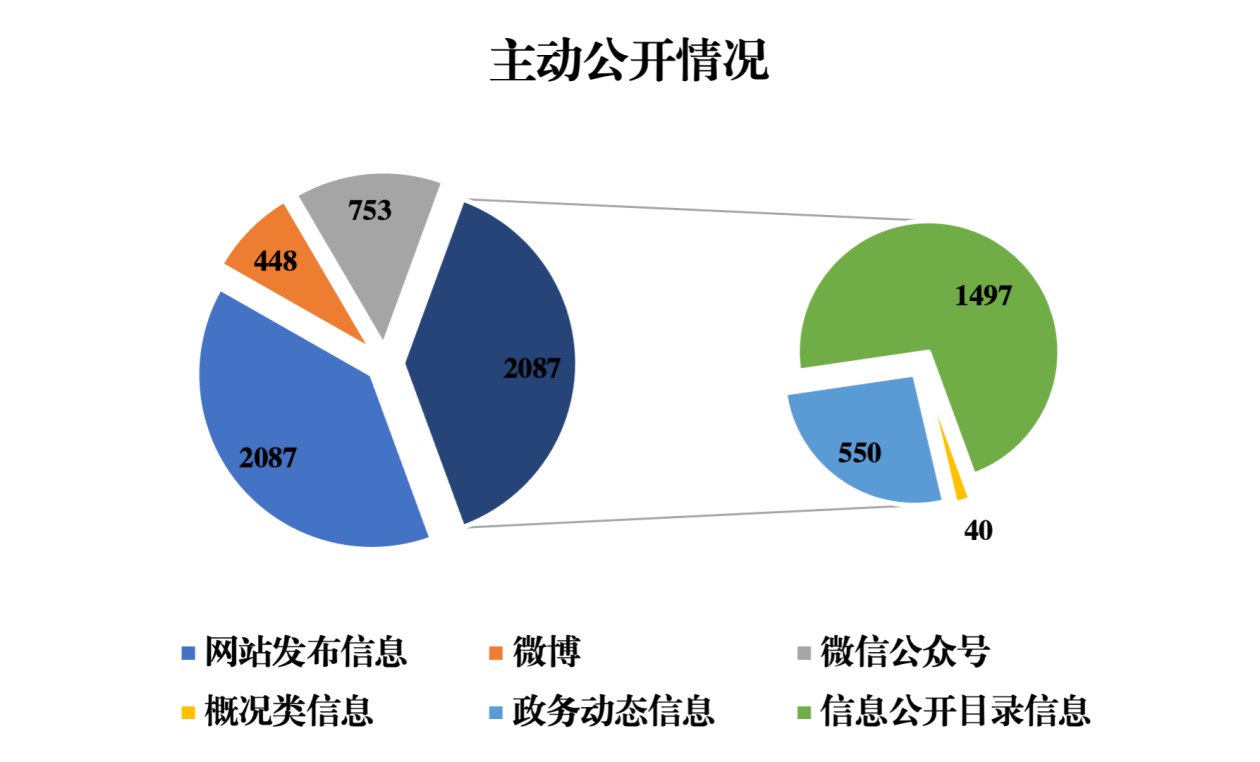 主动公开情况
753
448
2087
2087
1497
550
40
网站发布信息
微博
微信公众号
概况类信息
政务动态信息
信息公开目录信息